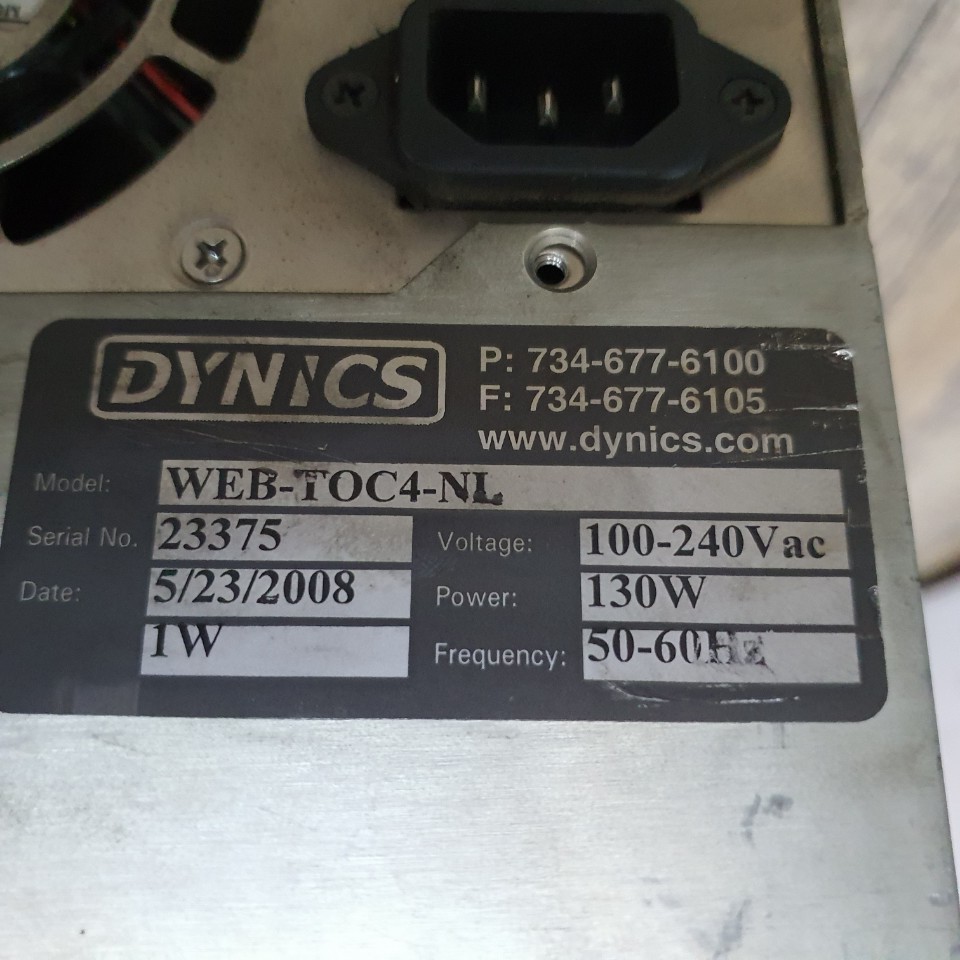 DYNICS
P: 734-677-6100
F: 734-677-6105
www.dynics.com
Model: WEB-TOC4-NL
Serial No. 23375
Voltage: 100-240Vac
Date: 5/23/2008
Power: 130W
1W
Frequency: 50-60Hz